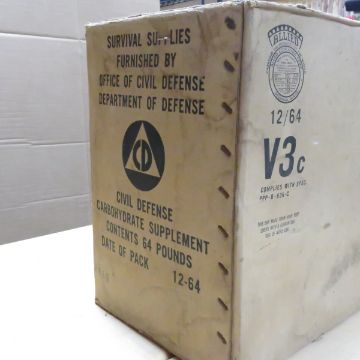 SURVIVAL SUPPLIES
FURNISHED BY
OFFICE OF CIVIL DEFENSE
DEPARTMENT OF DEFENSE
CD
CIVIL DEFENSE
CARBOHYDRATE SUPPLEMENT
CONTENTS 64 POUNDS
DATE OF PACK 12-64
ALLIED
12/64
V3c
COMPLIES WITH SPEC.